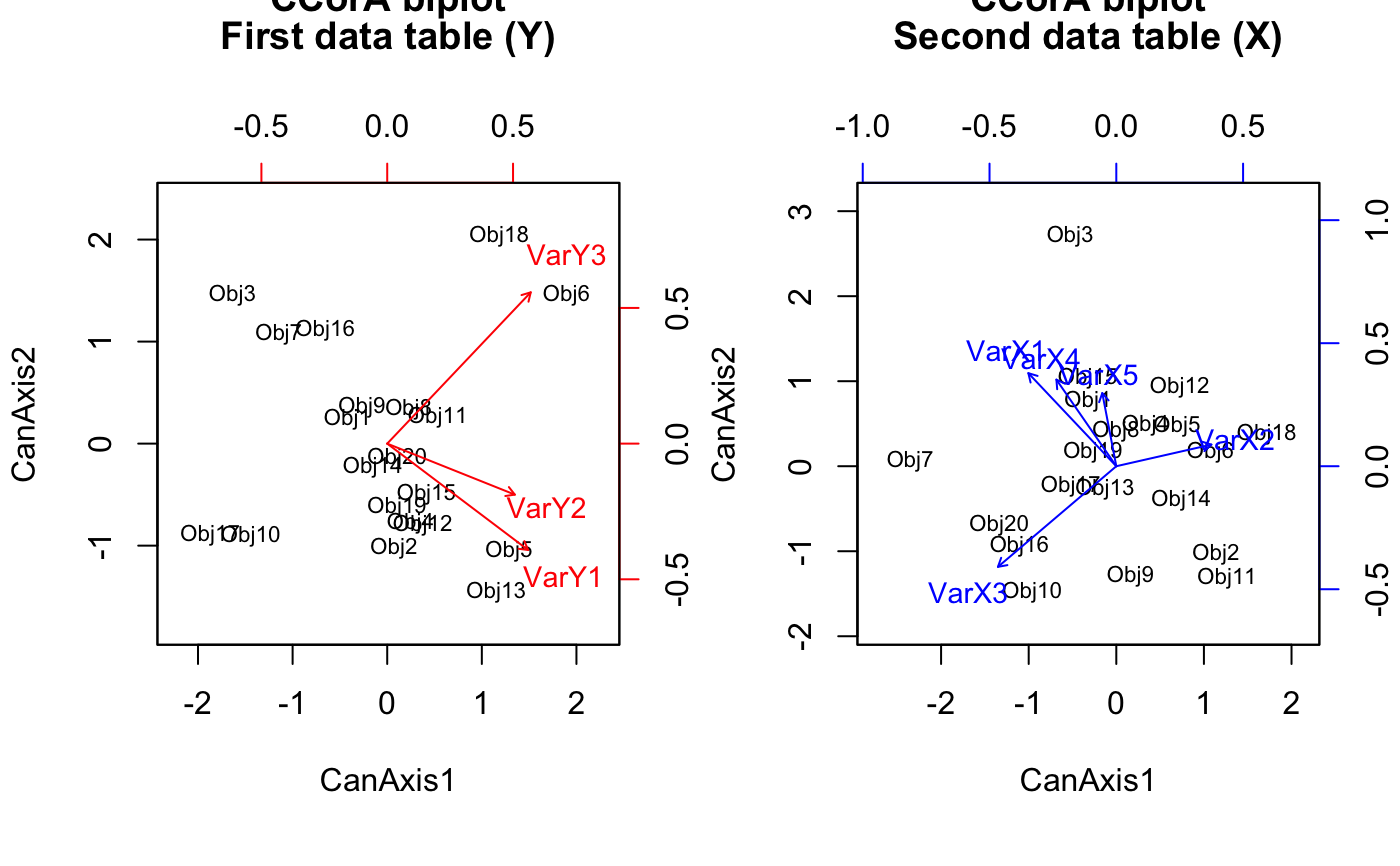 CCorA biplot
First data table (Y)
-0.5 0.0 0.5
Obj18
VarY3
Obj3
Obj6
Obj7
Obj16
Obj9
Obj8
Obj1
Obj11
Obj20
Obj14
Obj15
VarY2
Obj19
Obj4
Obj12
Obj17
Obj10
Obj2
Obj5
VarY1
Obj13
2
1
0
-1
CanAxis2
0.5
0.0
-0.5
-2 -1 0 1 2
CanAxis1
CCorA biplot
Second data table (X)
-1.0 -0.5 0.0 0.5
Obj3
VarX1
VarX4
VarX5
Obj15
Obj12
Obj1
Obj8
Obj4
Obj5
Obj18
VarX2
Obj6
Obj19
Obj7
Obj17
Obj13
Obj14
Obj20
Obj16
Obj2
Obj9
Obj11
VarX3
Obj10
3
2
1
0
-1
-2
CanAxis2
1.0
0.5
0.0
-0.5
-2 -1 0 1 2
CanAxis1